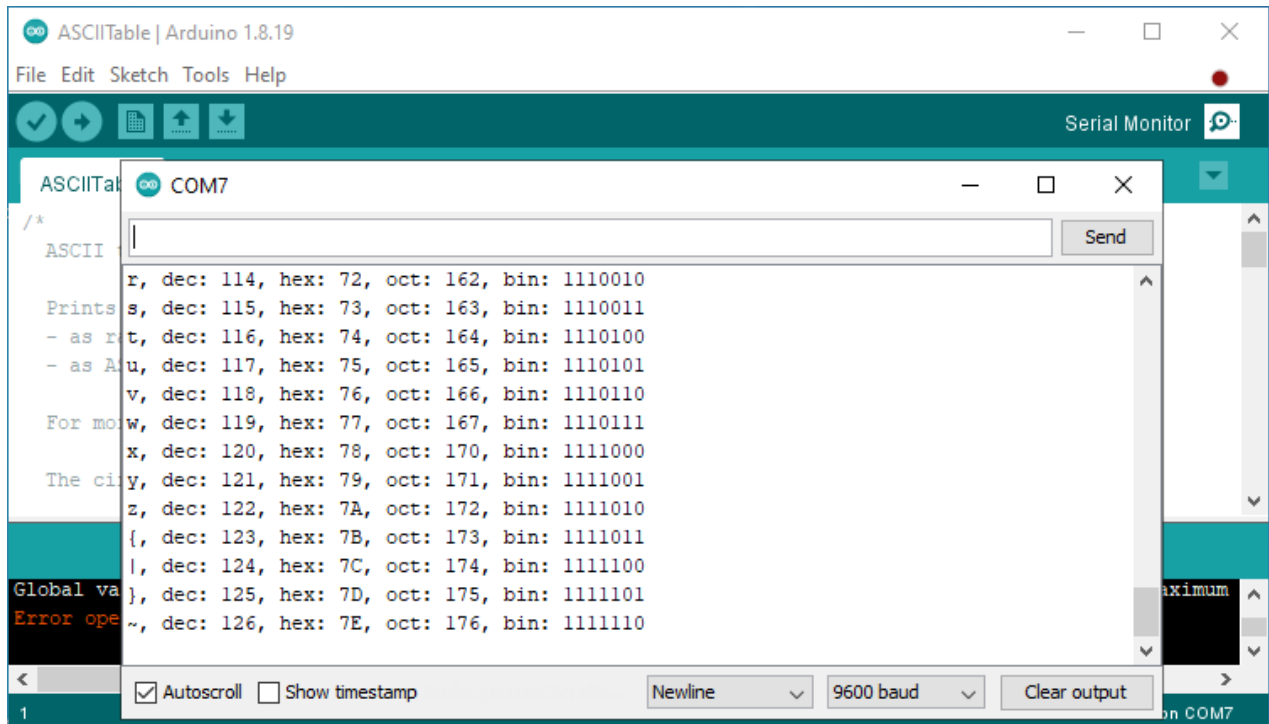 ASCIITable | Arduino 1.8.19
File Edit Sketch Tools Help
Serial Monitor
COM7
/*
ASCII
Send
r, dec: 114, hex: 72, oct: 162, bin: 1110010
Prints
s, dec: 115, hex: 73, oct: 163, bin: 1110011
- as
t, dec: 116, hex: 74, oct: 164, bin: 1110100
- as
u, dec: 117, hex: 75, oct: 165, bin: 1110101
v, dec: 118, hex: 76, oct: 166, bin: 1110110
For
w, dec: 119, hex: 77, oct: 167, bin: 1110111
x, dec: 120, hex: 78, oct: 170, bin: 1111000
The
y, dec: 121, hex: 79, oct: 171, bin: 1111001
z, dec: 122, hex: 7A, oct: 172, bin: 1111010
{, dec: 123, hex: 7B, oct: 173, bin: 1111011
|, dec: 124, hex: 7C, oct: 174, bin: 1111100
Global
}, dec: 125, hex: 7D, oct: 175, bin: 1111101
Error
~, dec: 126, hex: 7E, oct: 176, bin: 1111110
Autoscroll Show timestamp Newline 9600 baud Clear output
1 on COM7